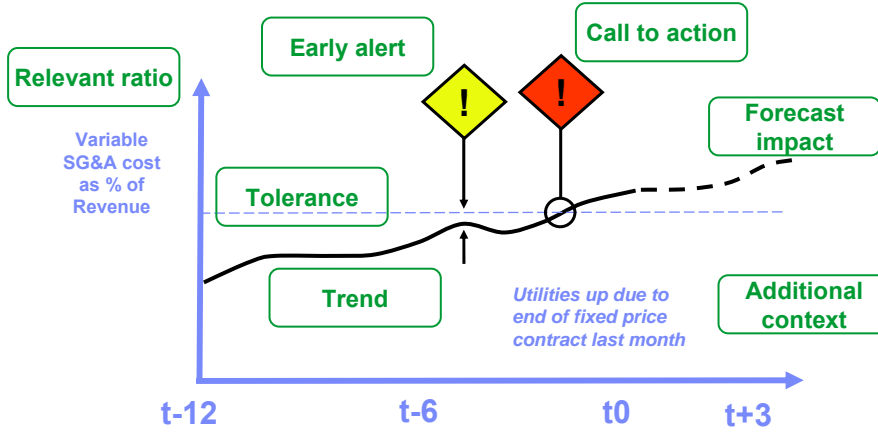 Early alert
Call to action
Relevant ratio
!
!
Forecast
impact
Variable
SG&A cost
as % of
Revenue
Tolerance
Trend
Utilities up due to
end of fixed price
contract last month
Additional
context
t-12
t-6
t0
t+3